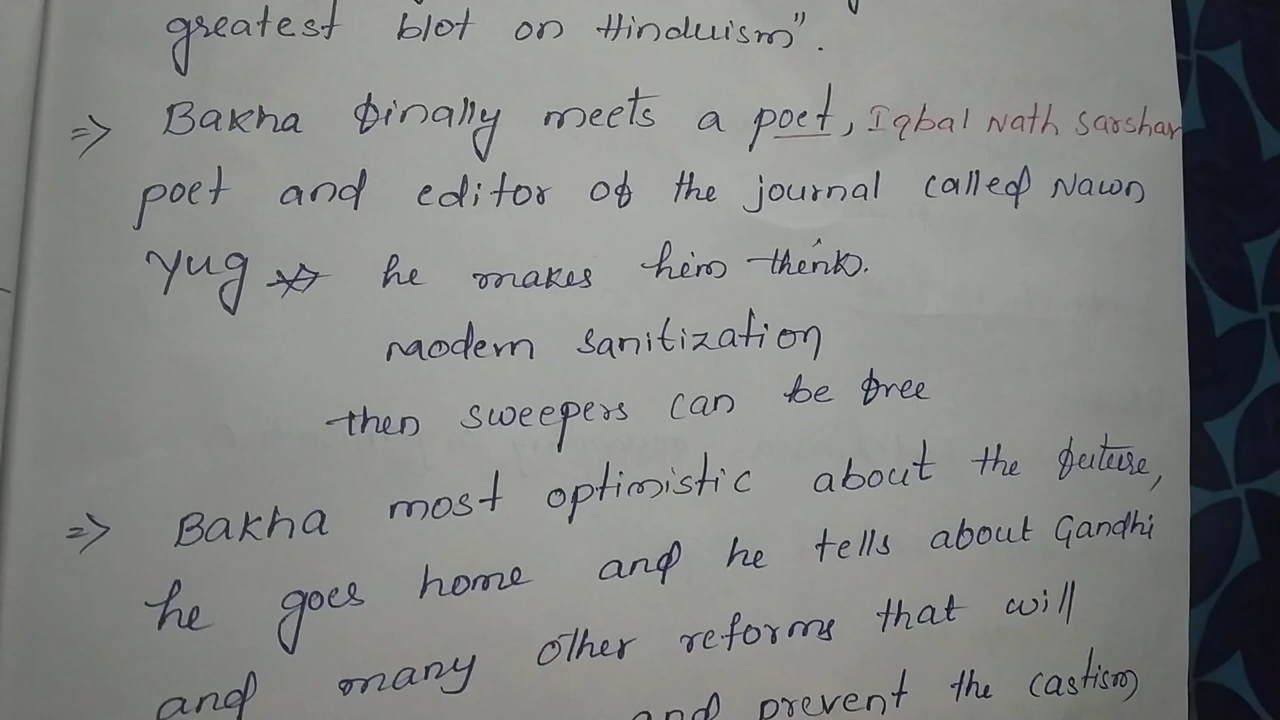 greatest blot on Hinduism".
=> Bakha finally meets a poet, Iqbal Nath Sarshar
poet and editor of the journal called Nawn
Yug ☆ he makes him think.
Modern sanitization
then sweepers can be free
=> Bakha most optimistic about the future,
he goes home and he tells about Gandhi
and many other reforms that will
and prevent the castism